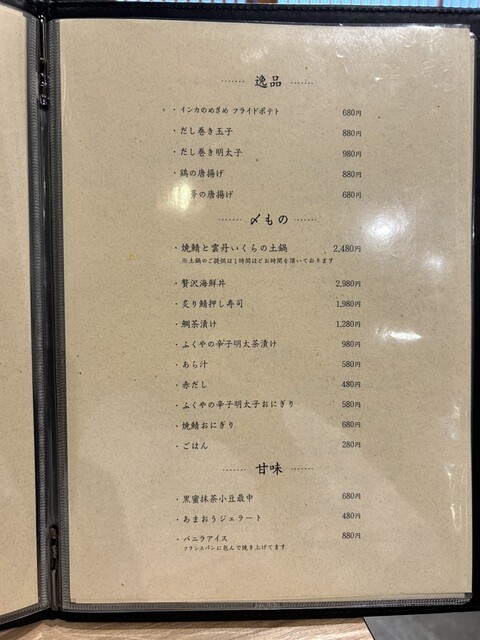 逸品
・インカのめざめ フライドポテト 680円
・だし巻き玉子 880円
・だし巻き明太子 980円
・鶏の唐揚げ 880円
の唐揚げ 680円
〆もの
・焼鯖と雲丹いくらの土鍋 2,480円
※土鍋のご提供は1時間ほどお時間を頂いております
・贅沢海鮮丼 2,980円
・炙り鯖押し寿司 1,980円
・鯛茶漬け 1,280円
・ふくやの辛子明太茶漬け 980円
・あら汁 580円
・赤だし 480円
・ふくやの辛子明太子おにぎり 580円
・焼鯖おにぎり 680円
・ごはん 280円
甘味
・黒蜜抹茶小豆最中 680円
・あまおうジェラート 480円
・バニラアイス 880円
フランスパンに包んで焼き上げてます